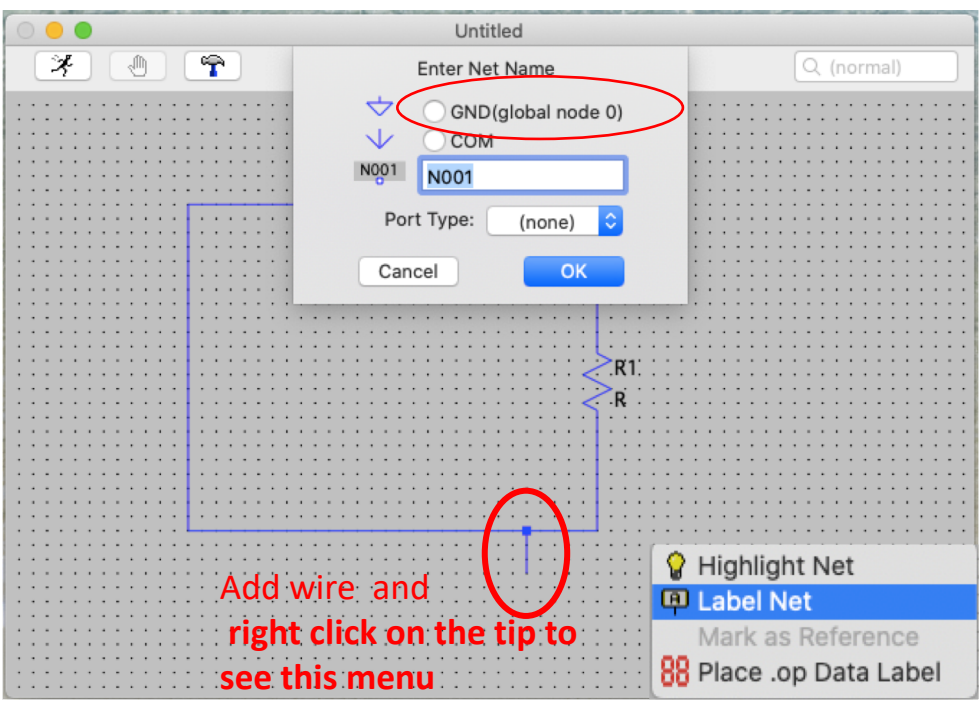 Untitled
(normal)
Enter Net Name
GND(global node 0)
COM
N001
N001
Port Type: (none)
Cancel OK
R1
R
Add wire and
right click on the tip to
see this menu
Highlight Net
Label Net
Mark as Reference
Place .op Data Label